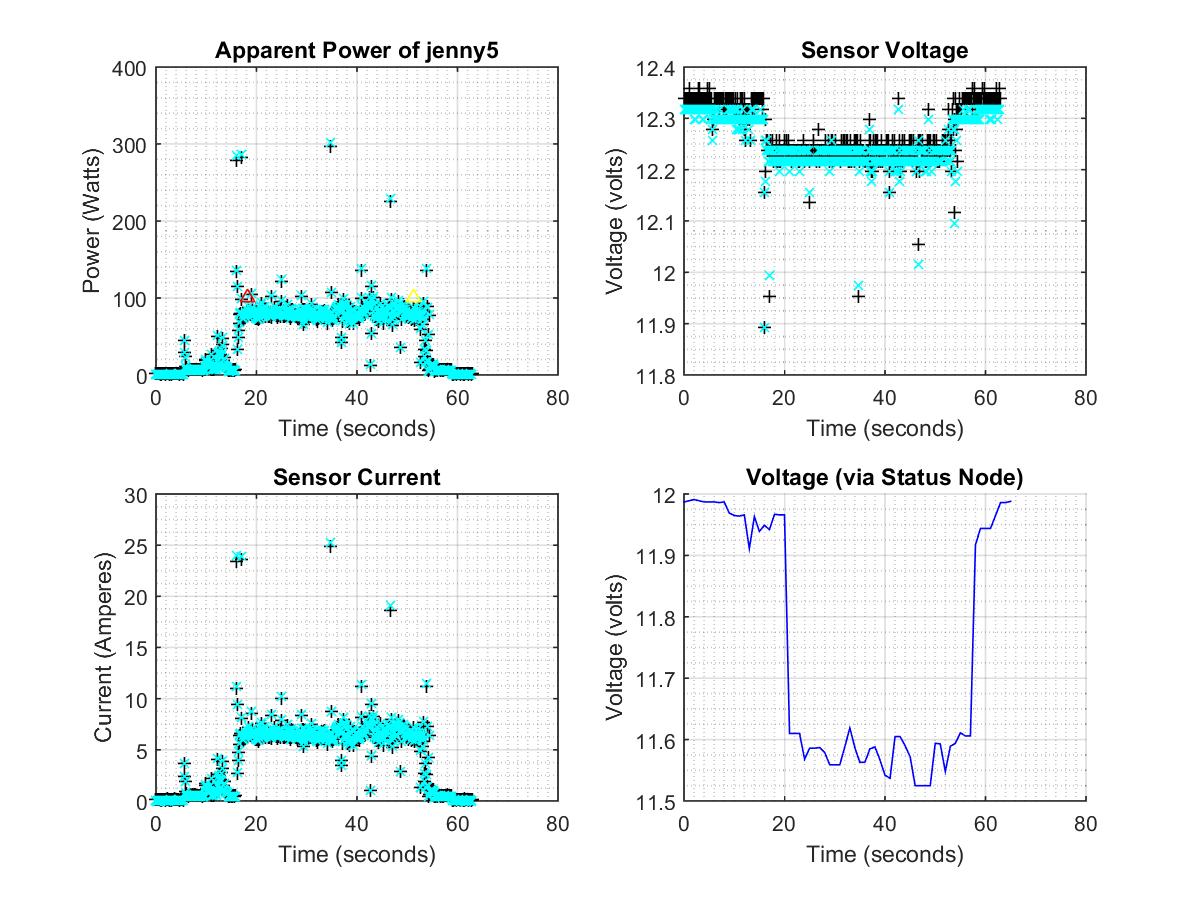 Apparent Power of jenny5
400
300
200
100
0
Power (Watts)
0 20 40 60 80
Time (seconds)
Sensor Voltage
12.4
12.3
12.2
12.1
12
11.9
11.8
Voltage (volts)
0 20 40 60 80
Time (seconds)
Sensor Current
30
25
20
15
10
5
0
Current (Amperes)
0 20 40 60 80
Time (seconds)
Voltage (via Status Node)
12
11.9
11.8
11.7
11.6
11.5
Voltage (volts)
0 20 40 60 80
Time (seconds)